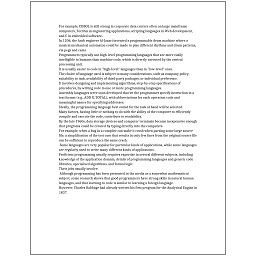 For example, COBOL is still strong in corporate data centers often on large mainframe
computers, Fortran in engineering applications, scripting languages in Web development,
and C in embedded software.
In 1206, the Arab engineer Al-Jazari invented a programmable drum machine where a
musical mechanical automaton could be made to play different rhythms and drum patterns,
via pegs and cams.
Programmers typically use high-level programming languages that are more easily
intelligible to humans than machine code, which is directly executed by the central
processing unit.
It is usually easier to code in "high-level" languages than in "low-level" ones.
The choice of language used is subject to many considerations, such as company policy,
suitability to task, availability of third-party packages, or individual preference.
It involves designing and implementing algorithms, step-by-step specifications of
procedures, by writing code in one or more programming languages.
Assembly languages were soon developed that let the programmer specify instruction in a
text format (e.g., ADD X, TOTAL), with abbreviations for each operation code and
meaningful names for specifying addresses.
Ideally, the programming language best suited for the task at hand will be selected.
Many factors, having little or nothing to do with the ability of the computer to efficiently
compile and execute the code, contribute to readability.
By the late 1960s, data storage devices and computer terminals became inexpensive enough
that programs could be created by typing directly into the computers.
For example, when a bug in a compiler can make it crash when parsing some large source
file, a simplification of the test case that results in only few lines from the original source file
can be sufficient to reproduce the same crash.
Some languages are very popular for particular kinds of applications, while some languages
are regularly used to write many different kinds of applications.
Proficient programming usually requires expertise in several different subjects, including
knowledge of the application domain, details of programming languages and generic code
libraries, specialized algorithms, and formal logic.
Their jobs usually involve:
Although programming has been presented in the media as a somewhat mathematical
subject, some research shows that good programmers have strong skills in natural human
languages, and that learning to code is similar to learning a foreign language.
However, Charles Babbage had already written his first program for the Analytical Engine in
1837.